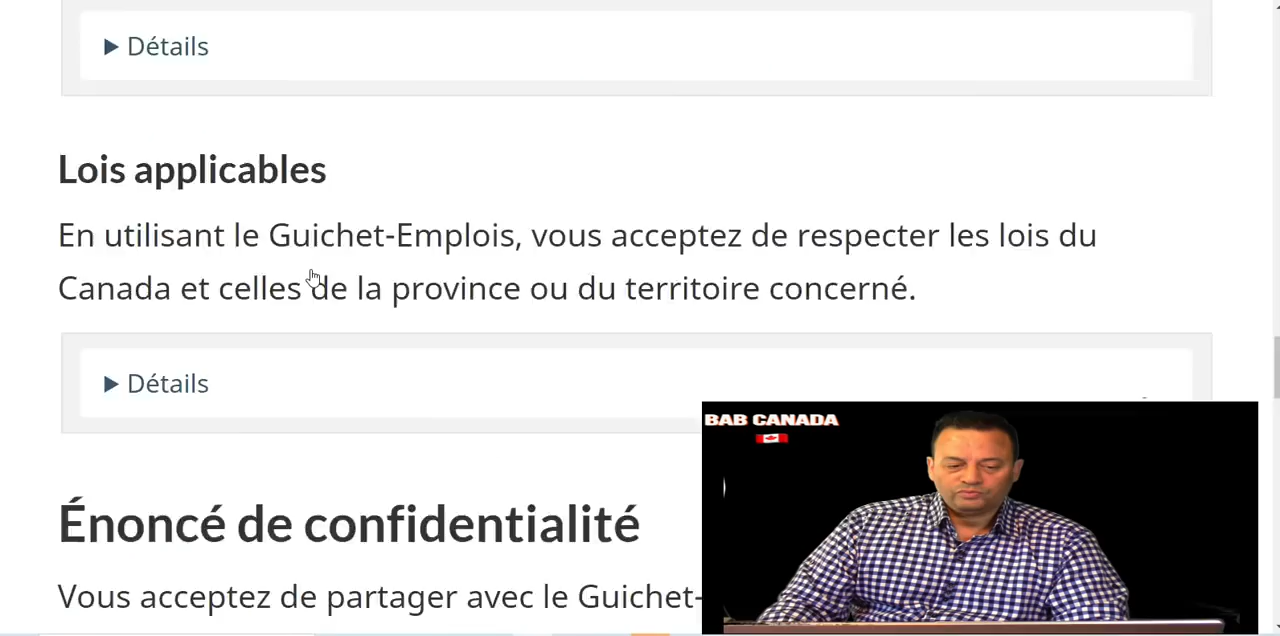 Détails
Lois applicables
En utilisant le Guichet-Emplois, vous acceptez de respecter les lois du
Canada et celles de la province ou du territoire concerné.
Détails
BAB CANADA
Énoncé de confidentialité
Vous acceptez de partager avec le Guichet-